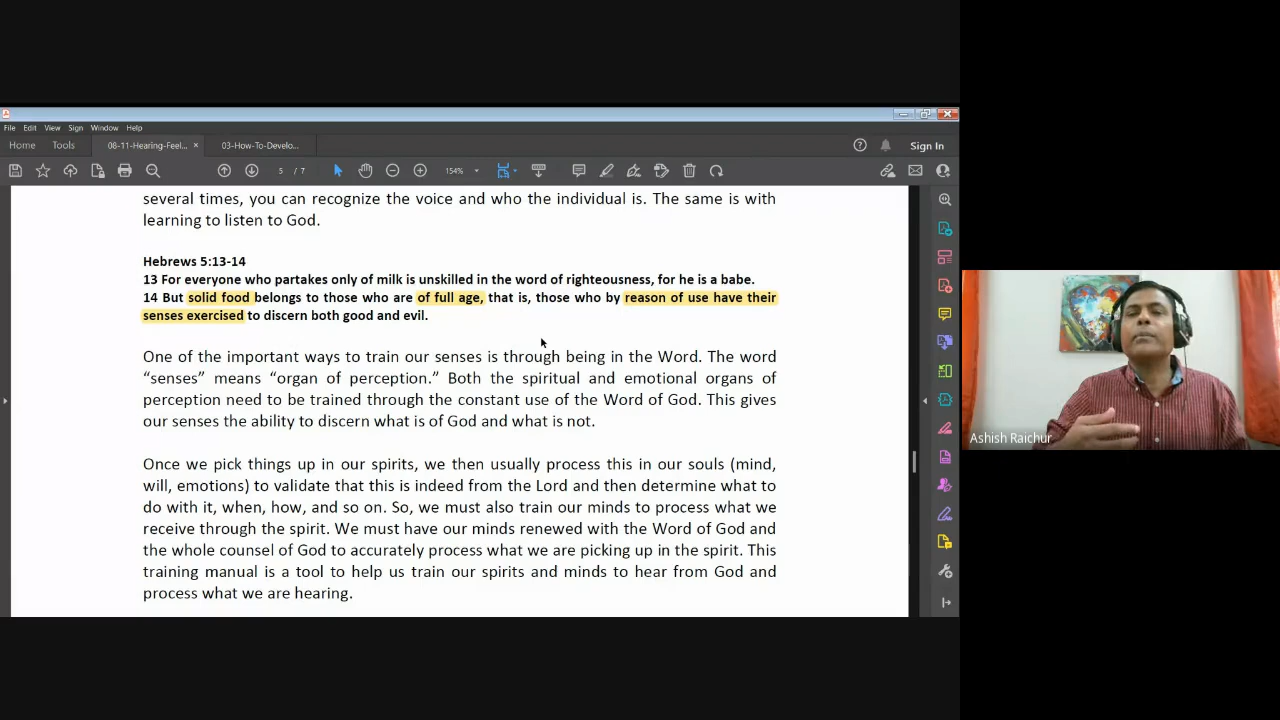 File Edit View Sign Window Help
Home Tools 08-11-Hearing-Feel... × 03-How-To-Develo... Sign In
5 / 7 154%
several times, you can recognize the voice and who the individual is. The same is with
learning to listen to God.
Hebrews 5:13-14
13 For everyone who partakes only of milk is unskilled in the word of righteousness, for he is a babe.
14 But solid food belongs to those who are of full age, that is, those who by reason of use have their
senses exercised to discern both good and evil.
One of the important ways to train our senses is through being in the Word. The word
“senses” means “organ of perception.” Both the spiritual and emotional organs of
perception need to be trained through the constant use of the Word of God. This gives
our senses the ability to discern what is of God and what is not.
Once we pick things up in our spirits, we then usually process this in our souls (mind,
will, emotions) to validate that this is indeed from the Lord and then determine what to
do with it, when, how, and so on. So, we must also train our minds to process what we
receive through the spirit. We must have our minds renewed with the Word of God and
the whole counsel of God to accurately process what we are picking up in the spirit. This
training manual is a tool to help us train our spirits and minds to hear from God and
process what we are hearing.
Ashish Raichur